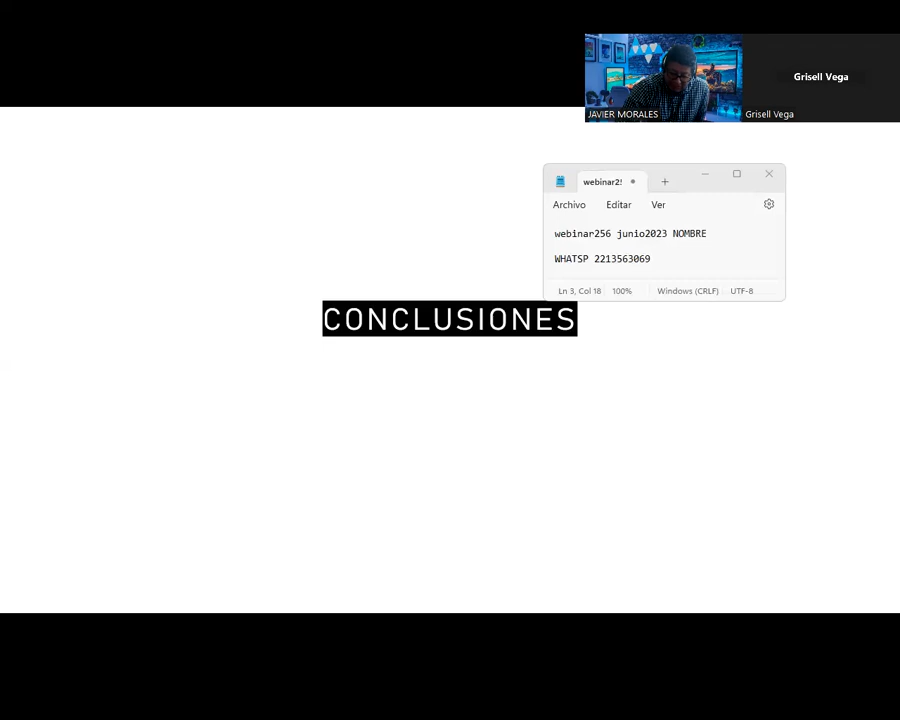 Grisell Vega
JAVIER MORALES
Grisell Vega
webinar2!
Archivo Editar Ver
webinar256 junio2023 NOMBRE
WHATSP 2213563069
Ln 3, Col 18 100% Windows (CRLF) UTF-8
CONCLUSIONES